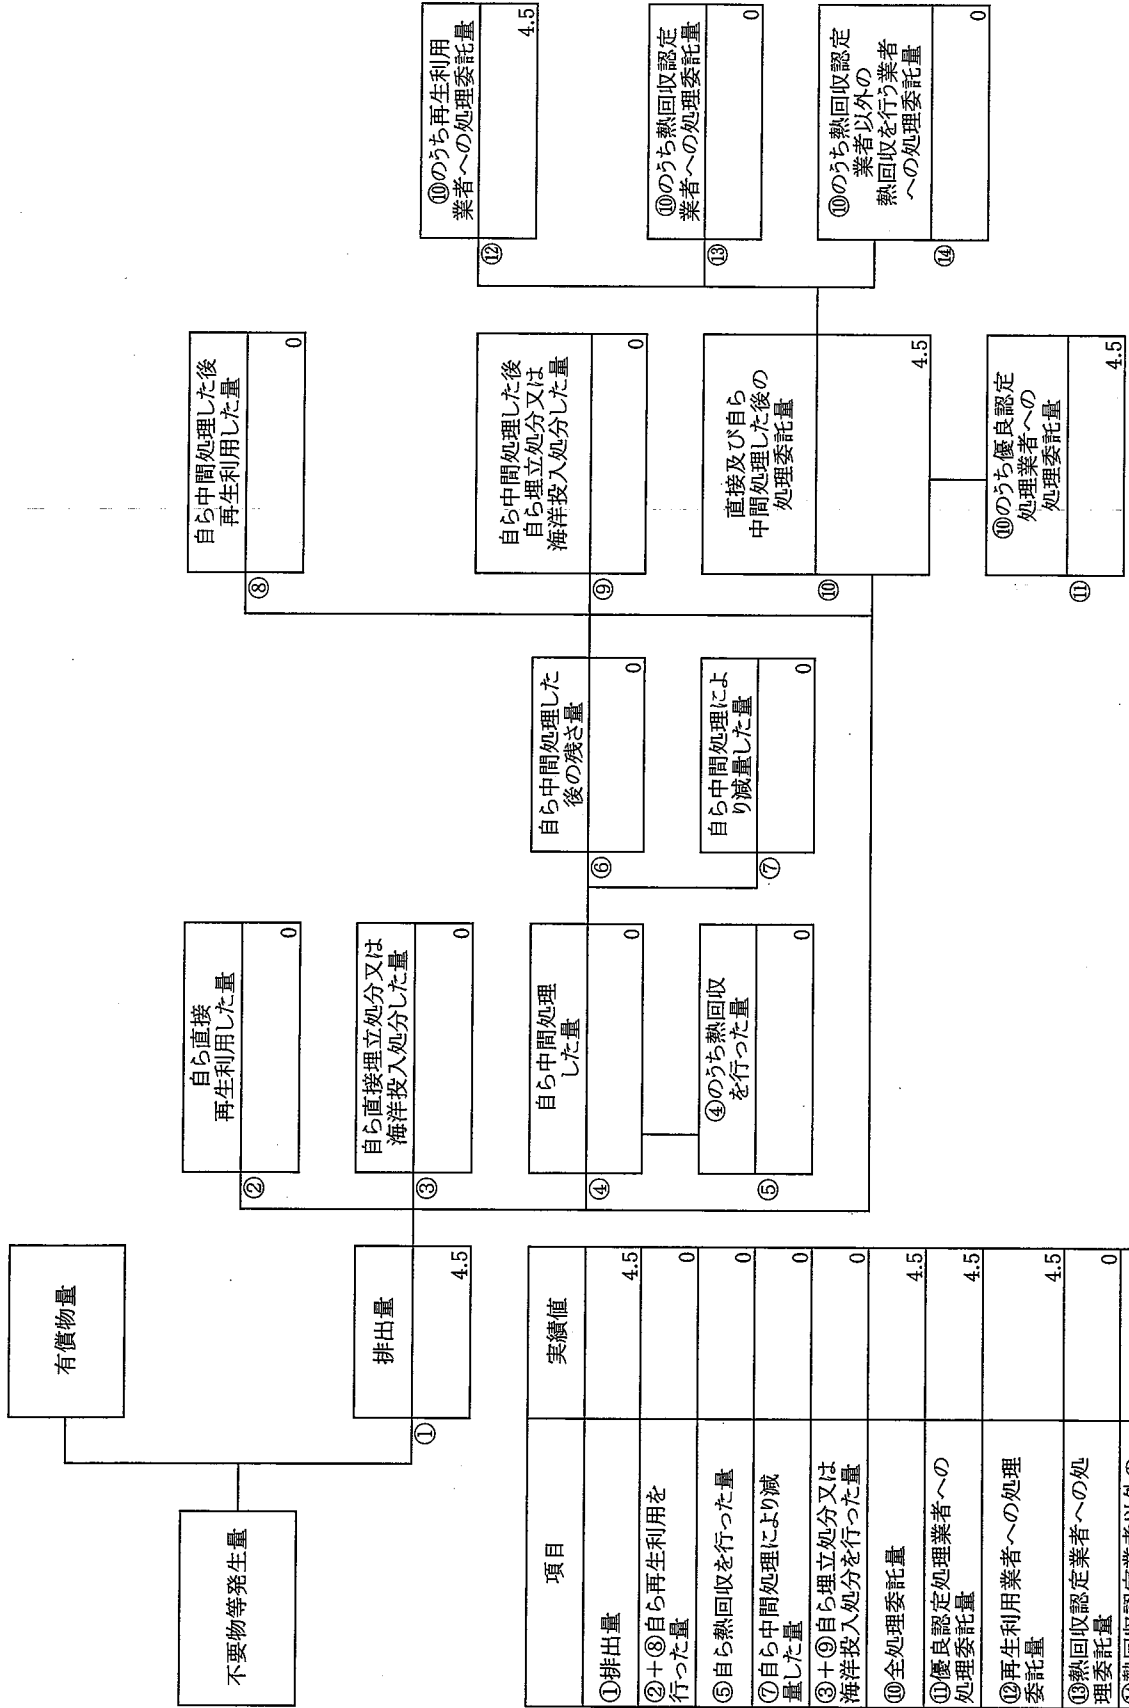 不要物等発生量
有償物量
排出量
①
4.5
自ら直接
再生利用した量
②
0
自ら直接埋立処分又は
海洋投入処分した量
③
0
自ら中間処理
した量
④
0
④のうち熱回収
を行った量
⑤
0
自ら中間処理した
後の残さ量
⑥
0
自ら中間処理によ
り減量した量
⑦
0
自ら中間処理した後
再生利用した量
⑧
0
自ら中間処理した後
自ら埋立処分又は
海洋投入処分した量
⑨
0
直接及び自ら
中間処理した後の
処理委託量
⑩
4.5
⑩のうち優良認定
処理業者への
処理委託量
⑪
4.5
⑩のうち再生利用
業者への処理委託量
⑫
4.5
⑩のうち熱回収認定
業者への処理委託量
⑬
0
⑩のうち熱回収認定
業者以外の
熱回収を行う業者
への処理委託量
⑭
0
項目 実績値
①排出量 4.5
②+⑧自ら再生利用を
行った量 0
⑤自ら熱回収を行った量 0
⑦自ら中間処理により減
量した量 0
③+⑨自ら埋立処分又は
海洋投入処分を行った量 0
⑩全処理委託量 4.5
⑪優良認定処理業者への
処理委託量 4.5
⑫再生利用業者への処理
委託量 4.5
⑬熱回収認定業者への処
理委託量 0